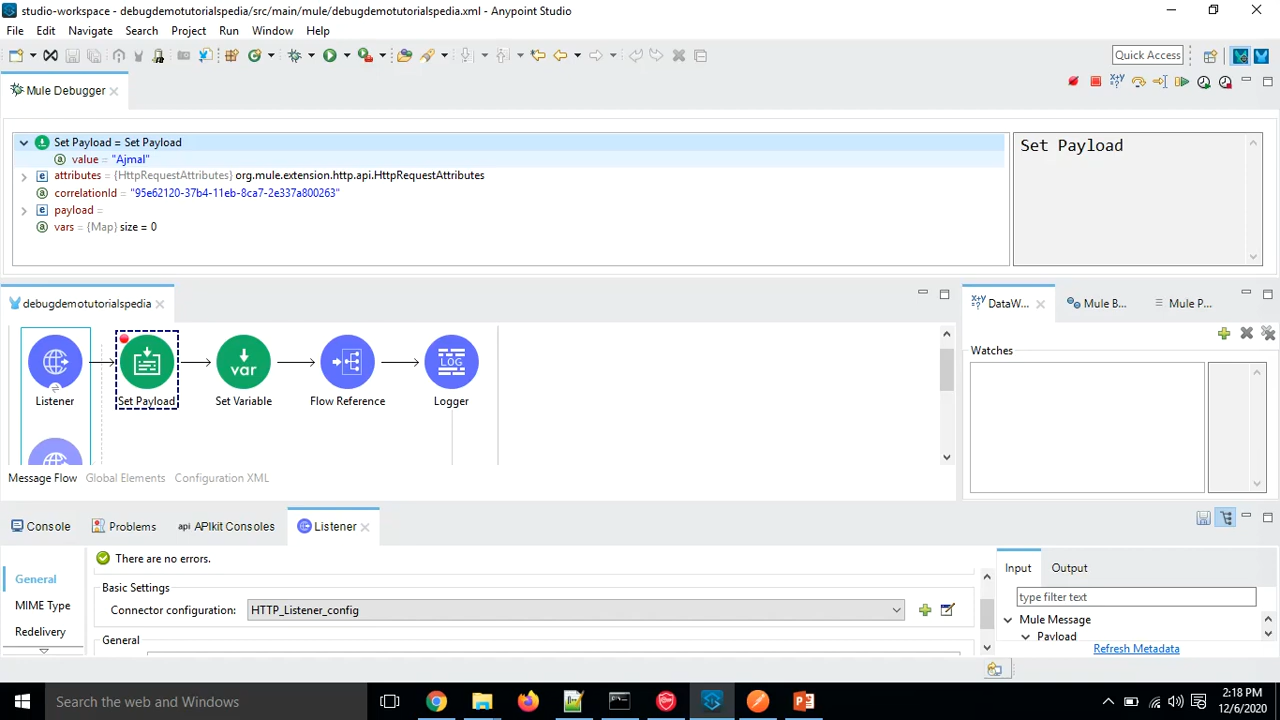 studio-workspace - debugdemotutorialspedia/src/main/mule/debugdemotutorialspedia.xml - Anypoint Studio
File Edit Navigate Search Project Run Window Help
Quick Access
Mule Debugger
Set Payload = Set Payload
value = "Ajmal"
attributes = {HttpRequestAttributes} org.mule.extension.http.api.HttpRequestAttributes
correlationId = "95e62120-37b4-11eb-8ca7-2e337a800263"
payload =
vars = {Map} size = 0
Set Payload
debugdemotutorialspedia
DataW... Mule B... Mule P...
Watches
var
LOG
Listener Set Payload Set Variable Flow Reference Logger
Message Flow Global Elements Configuration XML
Console Problems api APIkit Consoles Listener
There are no errors.
General
MIME Type
Redelivery
Basic Settings
Connector configuration: HTTP_Listener_config
General
Input Output
type filter text
Mule Message
Payload
Refresh Metadata
Search the web and Windows
2:18 PM
12/6/2020